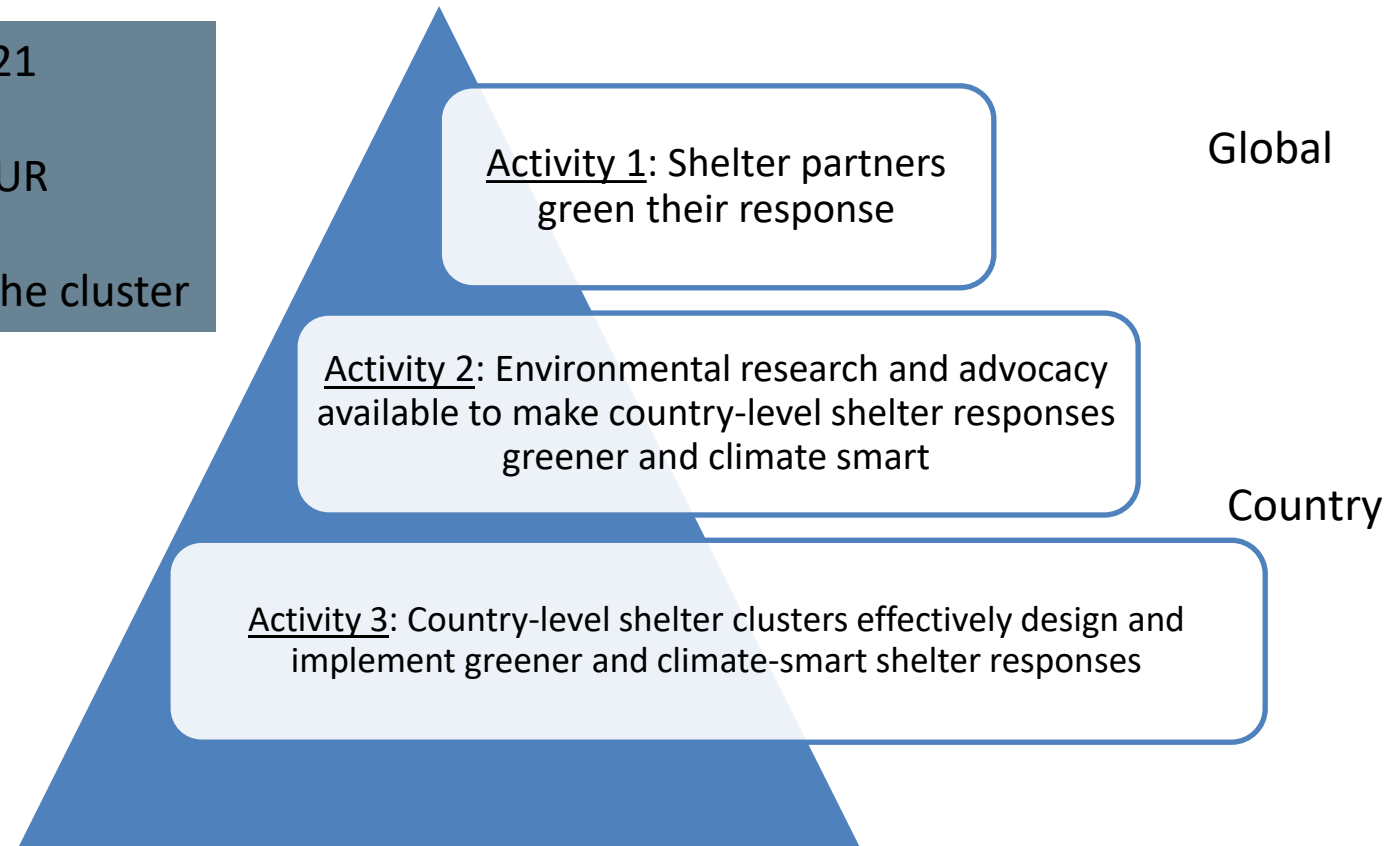 21
UR
he cluster
Activity 1: Shelter partners
green their response
Global
Activity 2: Environmental research and advocacy
available to make country-level shelter responses
greener and climate smart
Country
Activity 3: Country-level shelter clusters effectively design and
implement greener and climate-smart shelter responses